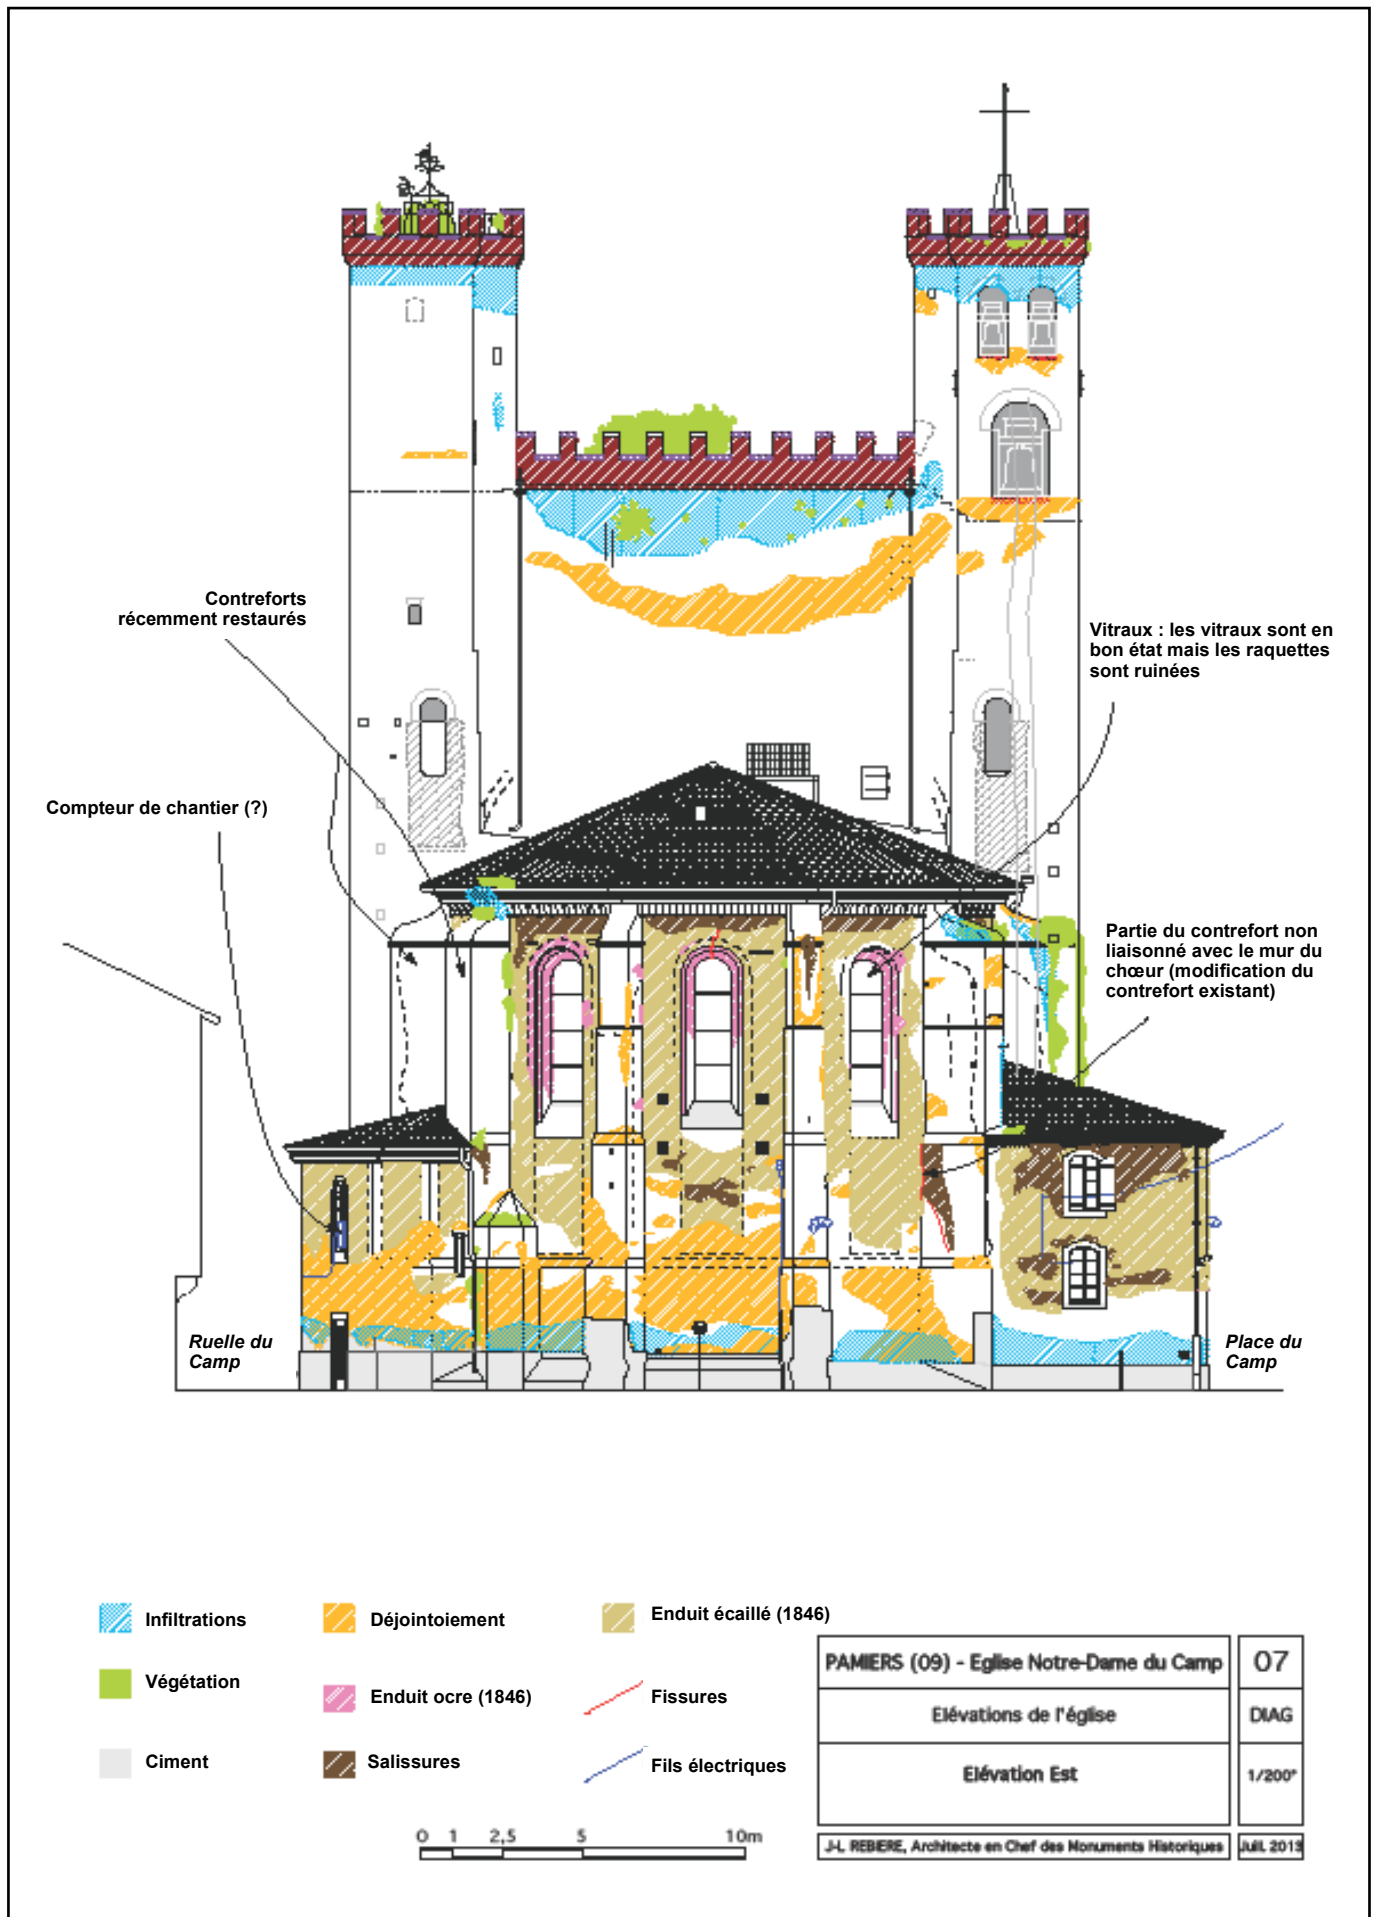 Contreforts
récemment restaurés
Vitraux : les vitraux sont en
bon état mais les raquettes
sont ruinées
Compteur de chantier (?)
Partie du contrefort non
liaisonné avec le mur du
chœur (modification du
contrefort existant)
Ruelle du
Camp
Place du
Camp
Infiltrations
Déjointoiement
Enduit écaillé (1846)
Végétation
Enduit ocre (1846)
Fissures
Ciment
Salissures
Fils électriques
0 1 2,5 5 10m
PAMIERS (09) - Eglise Notre-Dame du Camp
07
Elévations de l'église
DIAG
Elévation Est
1/200°
J-L REBIERE, Architecte en Chef des Monuments Historiques
Juil. 2013